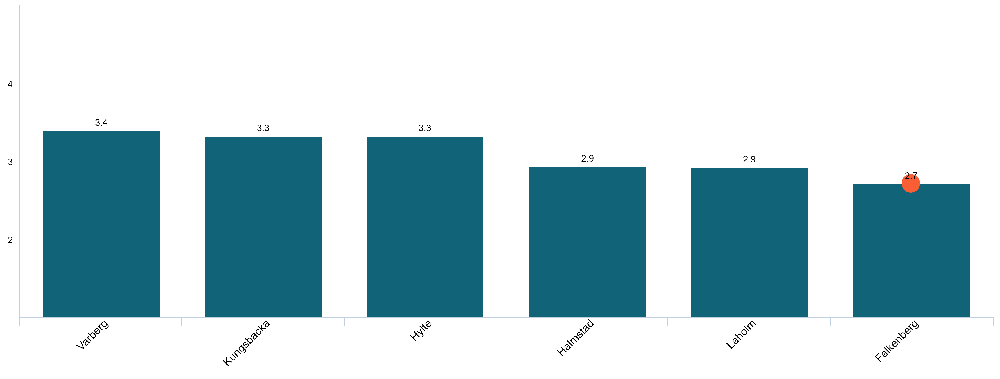 4
3
2
3.4
3.3
3.3
2.9
2.9
2.7
Varberg
Kungsbacka
Hylte
Halmstad
Laholm
Falkenberg